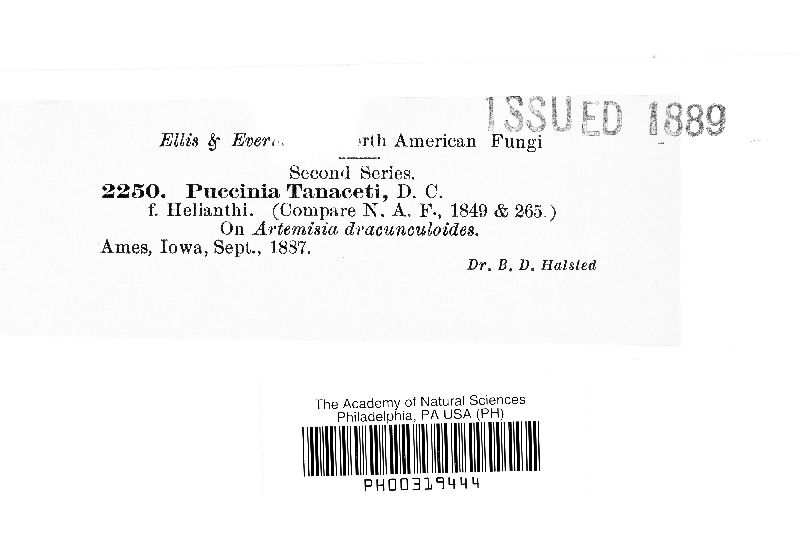 ISSUED 1889
Ellis & Ever American Fungi
Second Series.
2250. Puccinia Tanaceti, D. C.
f. Helianthi. (Compare N. A. F., 1849 & 265.)
On Artemisia dracunculoides.
Ames, Iowa, Sept., 1887.
Dr. B. D. Halsted
The Academy of Natural Sciences
Philadelphia, PA USA (PH)
PH00319444